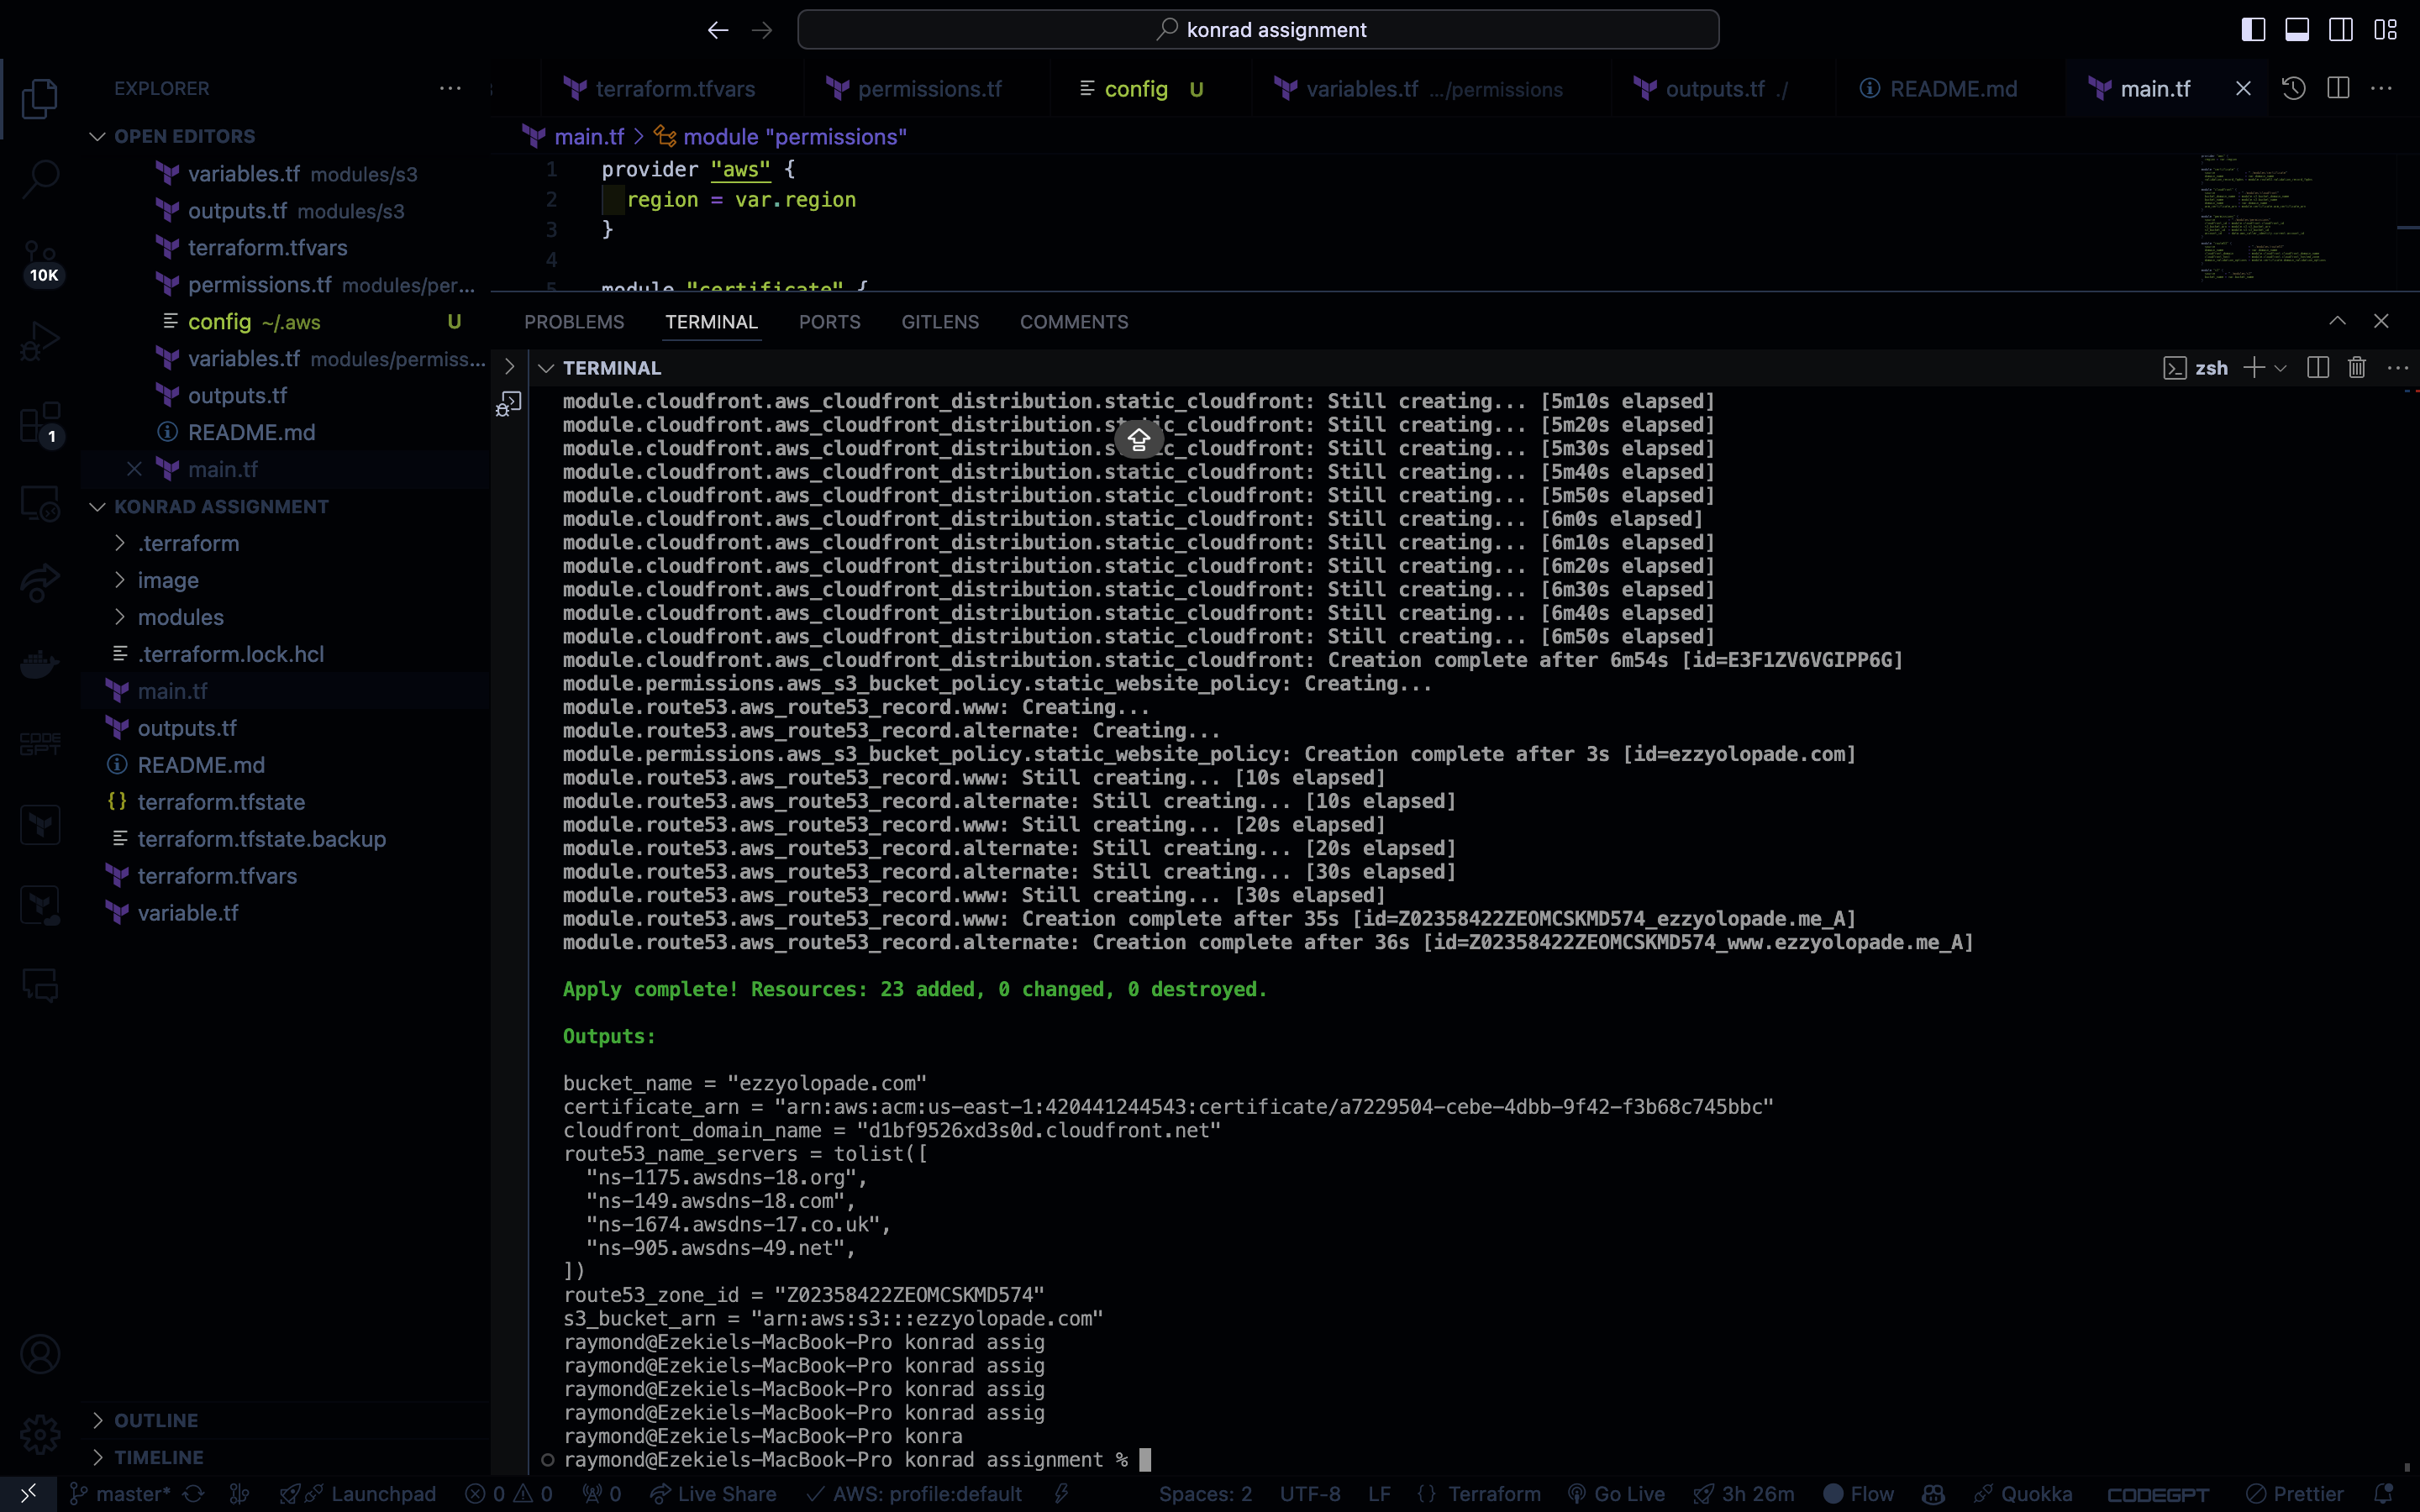 konrad assignment
EXPLORER
terraform.tfvars
permissions.tf
config U
variables.tf .../permissions
outputs.tf ./
README.md
main.tf
OPEN EDITORS
variables.tf modules/s3
outputs.tf modules/s3
terraform.tfvars
permissions.tf modules/per...
config ~/.aws U
variables.tf modules/permiss...
outputs.tf
README.md
main.tf
KONRAD ASSIGNMENT
.terraform
image
modules
.terraform.lock.hcl
main.tf
outputs.tf
README.md
terraform.tfstate
terraform.tfstate.backup
terraform.tfvars
variable.tf
OUTLINE
TIMELINE
10K
1
CODE
GPT
main.tf > module "permissions"
1 provider "aws" {
2 region = var.region
3 }
4
5 module "certificate" {
PROBLEMS TERMINAL PORTS GITLENS COMMENTS
TERMINAL
zsh
module.cloudfront.aws_cloudfront_distribution.static_cloudfront: Still creating... [5m10s elapsed]
module.cloudfront.aws_cloudfront_distribution.static_cloudfront: Still creating... [5m20s elapsed]
module.cloudfront.aws_cloudfront_distribution.static_cloudfront: Still creating... [5m30s elapsed]
module.cloudfront.aws_cloudfront_distribution.static_cloudfront: Still creating... [5m40s elapsed]
module.cloudfront.aws_cloudfront_distribution.static_cloudfront: Still creating... [5m50s elapsed]
module.cloudfront.aws_cloudfront_distribution.static_cloudfront: Still creating... [6m0s elapsed]
module.cloudfront.aws_cloudfront_distribution.static_cloudfront: Still creating... [6m10s elapsed]
module.cloudfront.aws_cloudfront_distribution.static_cloudfront: Still creating... [6m20s elapsed]
module.cloudfront.aws_cloudfront_distribution.static_cloudfront: Still creating... [6m30s elapsed]
module.cloudfront.aws_cloudfront_distribution.static_cloudfront: Still creating... [6m40s elapsed]
module.cloudfront.aws_cloudfront_distribution.static_cloudfront: Still creating... [6m50s elapsed]
module.cloudfront.aws_cloudfront_distribution.static_cloudfront: Creation complete after 6m54s [id=E3F1ZV6VGIPP6G]
module.permissions.aws_s3_bucket_policy.static_website_policy: Creating...
module.route53.aws_route53_record.www: Creating...
module.route53.aws_route53_record.alternate: Creating...
module.permissions.aws_s3_bucket_policy.static_website_policy: Creation complete after 3s [id=ezzyolopade.com]
module.route53.aws_route53_record.www: Still creating... [10s elapsed]
module.route53.aws_route53_record.alternate: Still creating... [10s elapsed]
module.route53.aws_route53_record.www: Still creating... [20s elapsed]
module.route53.aws_route53_record.alternate: Still creating... [20s elapsed]
module.route53.aws_route53_record.alternate: Still creating... [30s elapsed]
module.route53.aws_route53_record.www: Still creating... [30s elapsed]
module.route53.aws_route53_record.www: Creation complete after 35s [id=Z02358422ZEOMCSKMD574_ezzyolopade.me_A]
module.route53.aws_route53_record.alternate: Creation complete after 36s [id=Z02358422ZEOMCSKMD574_www.ezzyolopade.me_A]
Apply complete! Resources: 23 added, 0 changed, 0 destroyed.
Outputs:
bucket_name = "ezzyolopade.com"
certificate_arn = "arn:aws:acm:us-east-1:420441244543:certificate/a7229504-cebe-4dbb-9f42-f3b68c745bbc"
cloudfront_domain_name = "d1bf9526xd3s0d.cloudfront.net"
route53_name_servers = tolist([
"ns-1175.awsdns-18.org",
"ns-149.awsdns-18.com",
"ns-1674.awsdns-17.co.uk",
"ns-905.awsdns-49.net",
])
route53_zone_id = "Z02358422ZEOMCSKMD574"
s3_bucket_arn = "arn:aws:s3:::ezzyolopade.com"
raymond@Ezekiels-MacBook-Pro konrad assig
raymond@Ezekiels-MacBook-Pro konrad assig
raymond@Ezekiels-MacBook-Pro konrad assig
raymond@Ezekiels-MacBook-Pro konrad assig
raymond@Ezekiels-MacBook-Pro konra
raymond@Ezekiels-MacBook-Pro konrad assignment %
master* Launchpad 0 0 0 Live Share AWS: profile:default Spaces: 2 UTF-8 LF {} Terraform Go Live 3h 26m Flow Quokka CODEGPT Prettier